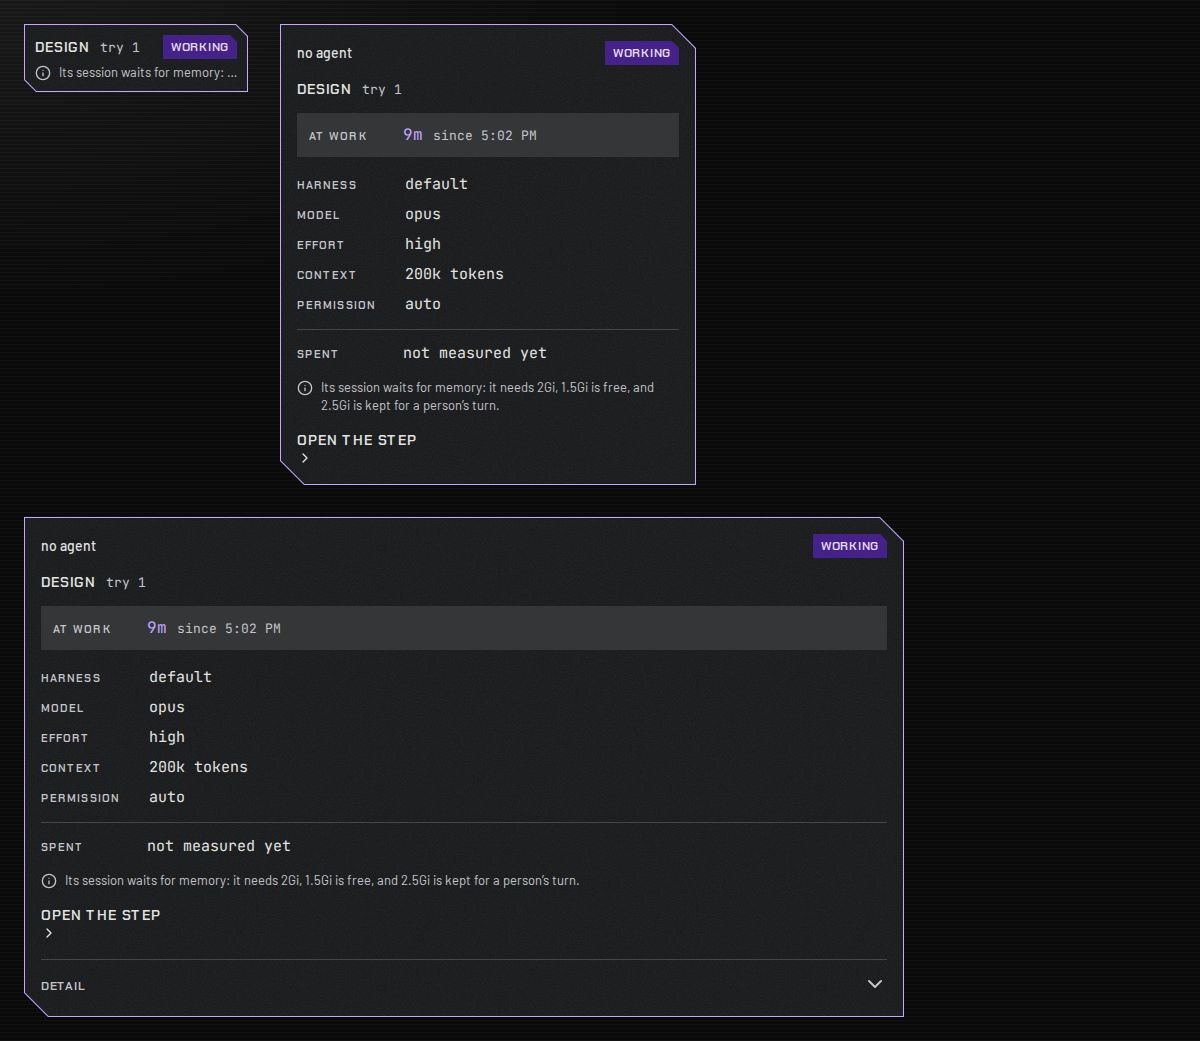 DESIGN try 1 WORKING
Its session waits for memory: ...
no agent WORKING
DESIGN try 1
AT WORK 9m since 5:02 PM
HARNESS default
MODEL opus
EFFORT high
CONTEXT 200k tokens
PERMISSION auto
SPENT not measured yet
Its session waits for memory: it needs 2Gi, 1.5Gi is free, and
2.5Gi is kept for a person's turn.
OPEN THE STEP
no agent WORKING
DESIGN try 1
AT WORK 9m since 5:02 PM
HARNESS default
MODEL opus
EFFORT high
CONTEXT 200k tokens
PERMISSION auto
SPENT not measured yet
Its session waits for memory: it needs 2Gi, 1.5Gi is free, and 2.5Gi is kept for a person's turn.
OPEN THE STEP
DETAIL